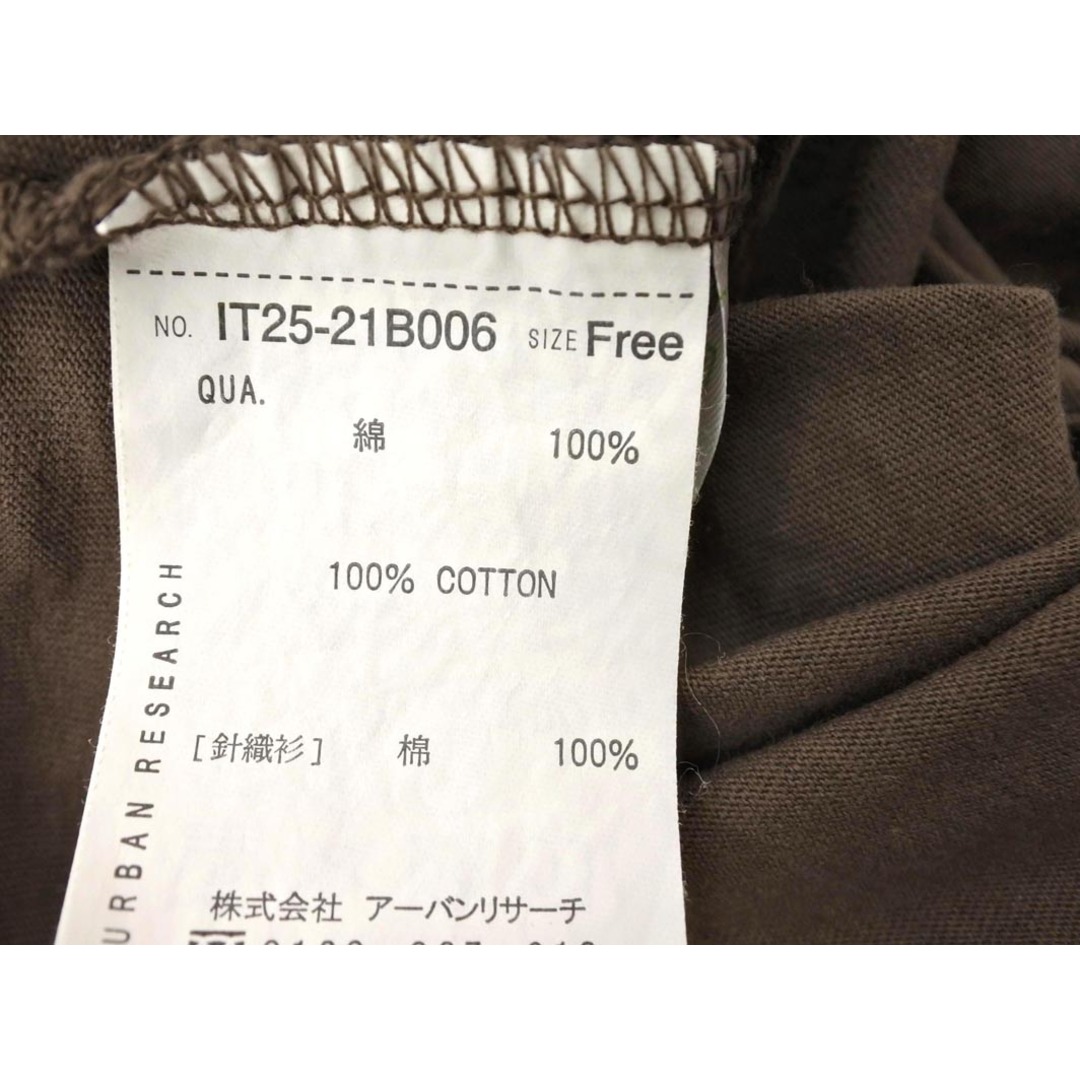 NO. IT25-21B006 SIZE Free
QUA.
綿 100%
100% COTTON
[針織衫] 棉 100%
URBAN RESEARCH
株式会社 アーバンリサーチ